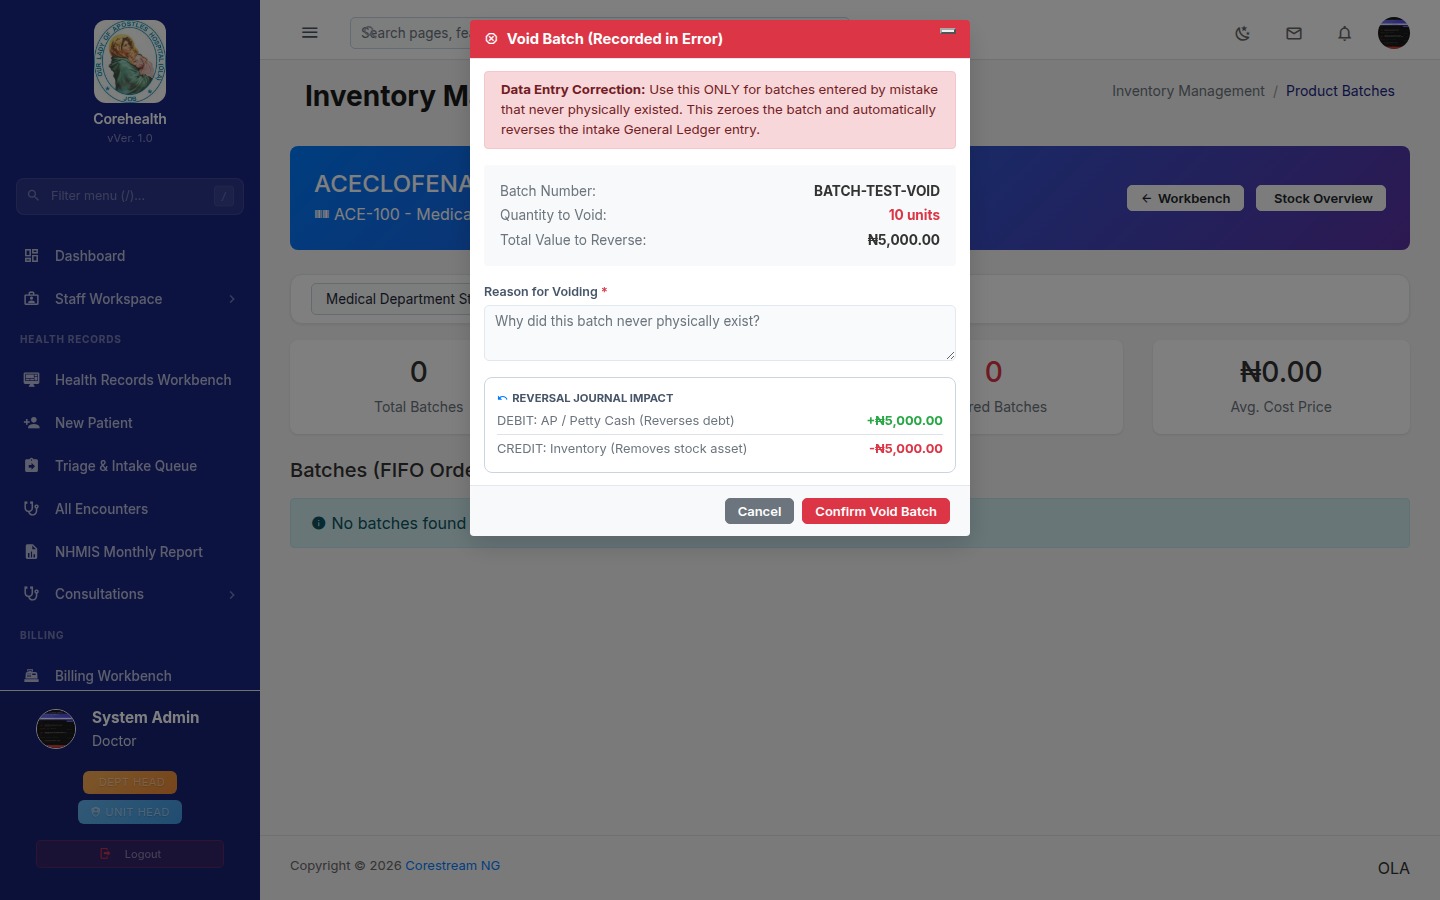 OUR LADY OF APOSTLES HOSPITAL (OLA)
JOS
Corehealth
vVer. 1.0
Filter menu (/)...
/
Dashboard
Staff Workspace
HEALTH RECORDS
Health Records Workbench
New Patient
Triage & Intake Queue
All Encounters
NHMIS Monthly Report
Consultations
BILLING
Billing Workbench
System Admin
Doctor
DEPT HEAD
UNIT HEAD
Logout
Search pages, fea
Inventory M
Inventory Management / Product Batches
ACECLOFENA
ACE-100 - Medica
Workbench
Stock Overview
Medical Department St
0
Total Batches
0
red Batches
₦0.00
Avg. Cost Price
Batches (FIFO Orde
No batches found
Void Batch (Recorded in Error)
Data Entry Correction: Use this ONLY for batches entered by mistake
that never physically existed. This zeroes the batch and automatically
reverses the intake General Ledger entry.
Batch Number: BATCH-TEST-VOID
Quantity to Void: 10 units
Total Value to Reverse: ₦5,000.00
Reason for Voiding *
Why did this batch never physically exist?
REVERSAL JOURNAL IMPACT
DEBIT: AP / Petty Cash (Reverses debt) +₦5,000.00
CREDIT: Inventory (Removes stock asset) -₦5,000.00
Cancel
Confirm Void Batch
Copyright © 2026 Corestream NG
OLA